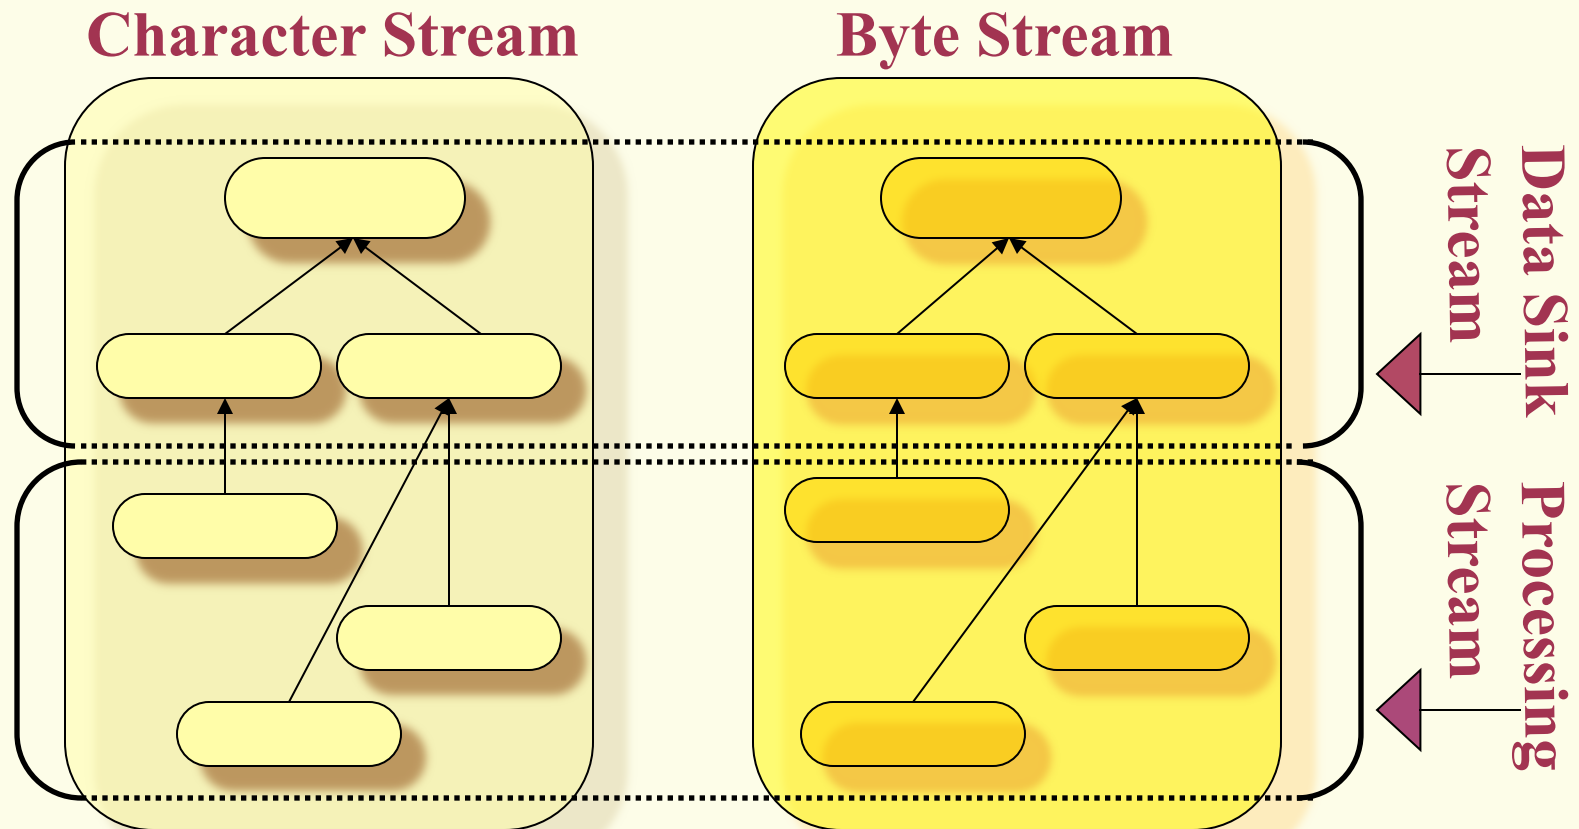 Character Stream
Byte Stream
Data Sink
Stream
Processing
Stream